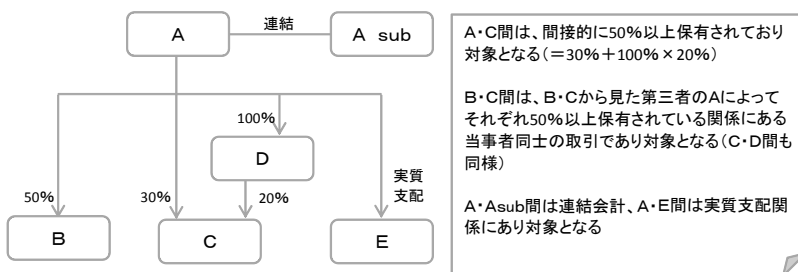 A
連結
A sub
100%
D
50%
30%
20%
実質
支配
B
C
E
A・C間は、間接的に50%以上保有されており
対象となる(=30%+100%×20%)
B・C間は、B・Cから見た第三者のAによって
それぞれ50%以上保有されている関係にある
当事者同士の取引であり対象となる(C・D間も
同様)
A・Asub間は連結会計、A・E間は実質支配関
係にあり対象となる